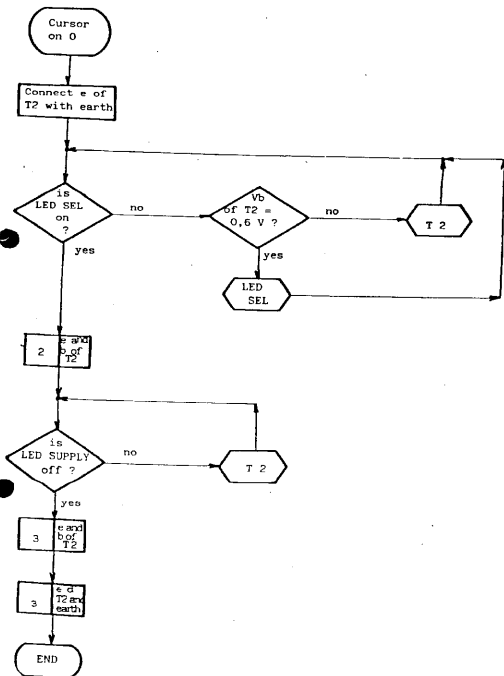 Cursor
on 0
Connect e of
T2 with earth
is
LED SEL
on
?
no
Vb
of T2 =
0,6 V ?
no
T 2
yes
yes
LED
SEL
2
e and
b of
T2
is
LED SUPPLY
off ?
no
T 2
yes
3
e and
b of
T2
3
e d
T2 and
earth
END